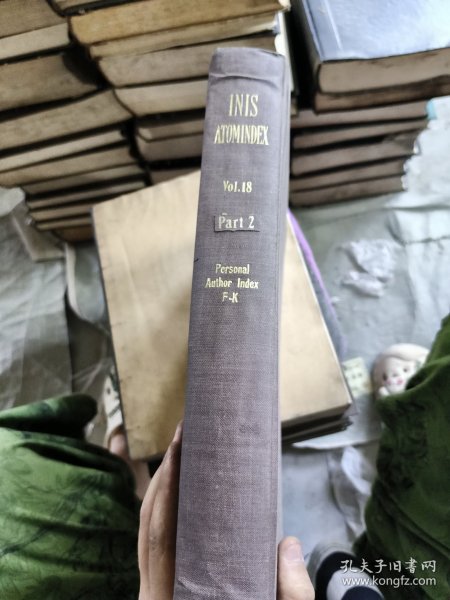 INIS
ATOMINDEX
Vol.18
Part 2
Personal
Author Index
F-K
孔夫子旧书网
www.kongfz.com